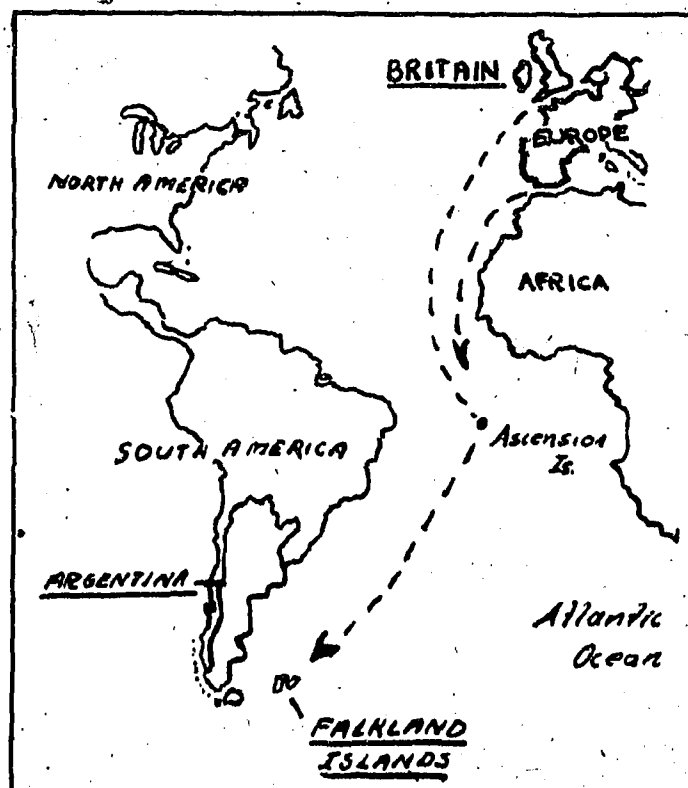 BRITAIN
EUROPE
NORTH AMERICA
AFRICA
SOUTH AMERICA
Ascension
Is.
ARGENTINA
Atlantic
Ocean
FALKLAND
ISLANDS